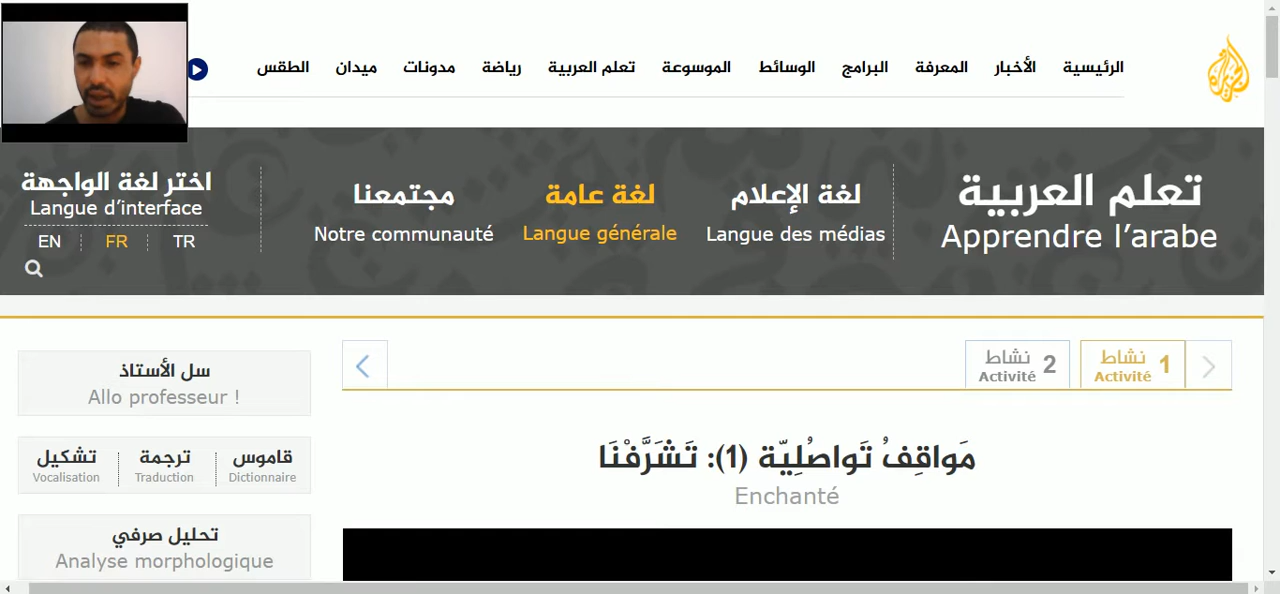 الرئيسية الأخبار المعرفة البرامج الوسائط الموسوعة تعلم العربية رياضة مدونات ميدان الطقس
تعلم العربية
Apprendre l’arabe
لغة الإعلام
Langue des médias
لغة عامة
Langue générale
مجتمعنا
Notre communauté
اختر لغة الواجهة
Langue d’interface
EN FR TR
1 نشاط
Activité
2 نشاط
Activité
مَواقِفُ تَواصُلِيّة (1): تَشَرَّفْنَا
Enchanté
سل الأستاذ
Allo professeur !
قاموس
Dictionnaire
ترجمة
Traduction
تشكيل
Vocalisation
تحليل صرفي
Analyse morphologique